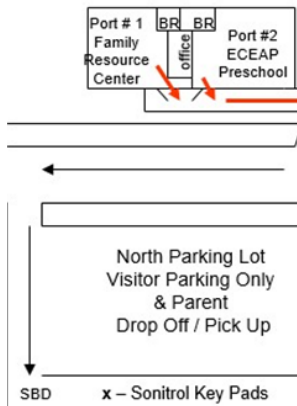 Port # 1
Family
Resource
Center
BR
BR
office
Port #2
ECEAP
Preschool
North Parking Lot
Visitor Parking Only
& Parent
Drop Off / Pick Up
SBD
x – Sonitrol Key Pads